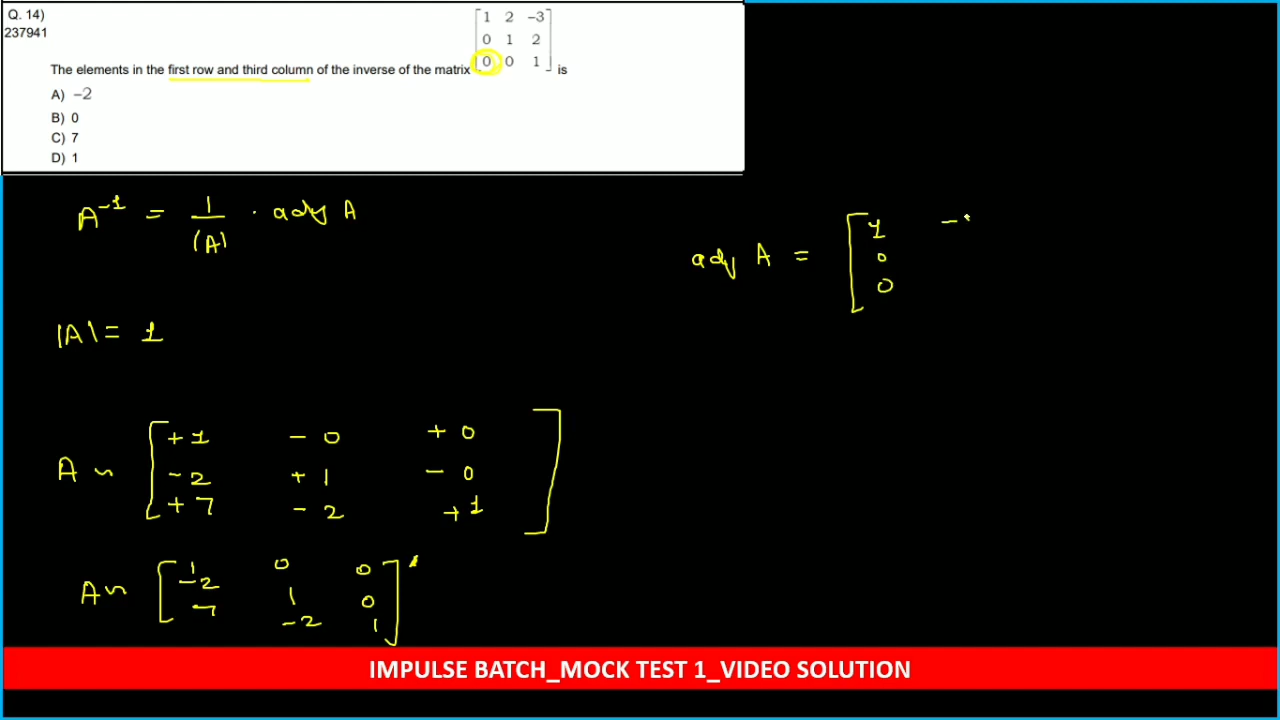 Q. 14)
237941
1 2 −3
0 1 2
0 0 1
The elements in the first row and third column of the inverse of the matrix is
A) −2
B) 0
C) 7
D) 1
A⁻¹ = 1/|A| · adj A
adj A = [ 1 −
0
0
|A| = 1
A ~ [ +1 − 0 + 0
− 2 + 1 − 0
+ 7 − 2 + 1 ]
A ~ [ 1 0 0
−2 1 0
7 −2 1 ]
IMPULSE BATCH_MOCK TEST 1_VIDEO SOLUTION